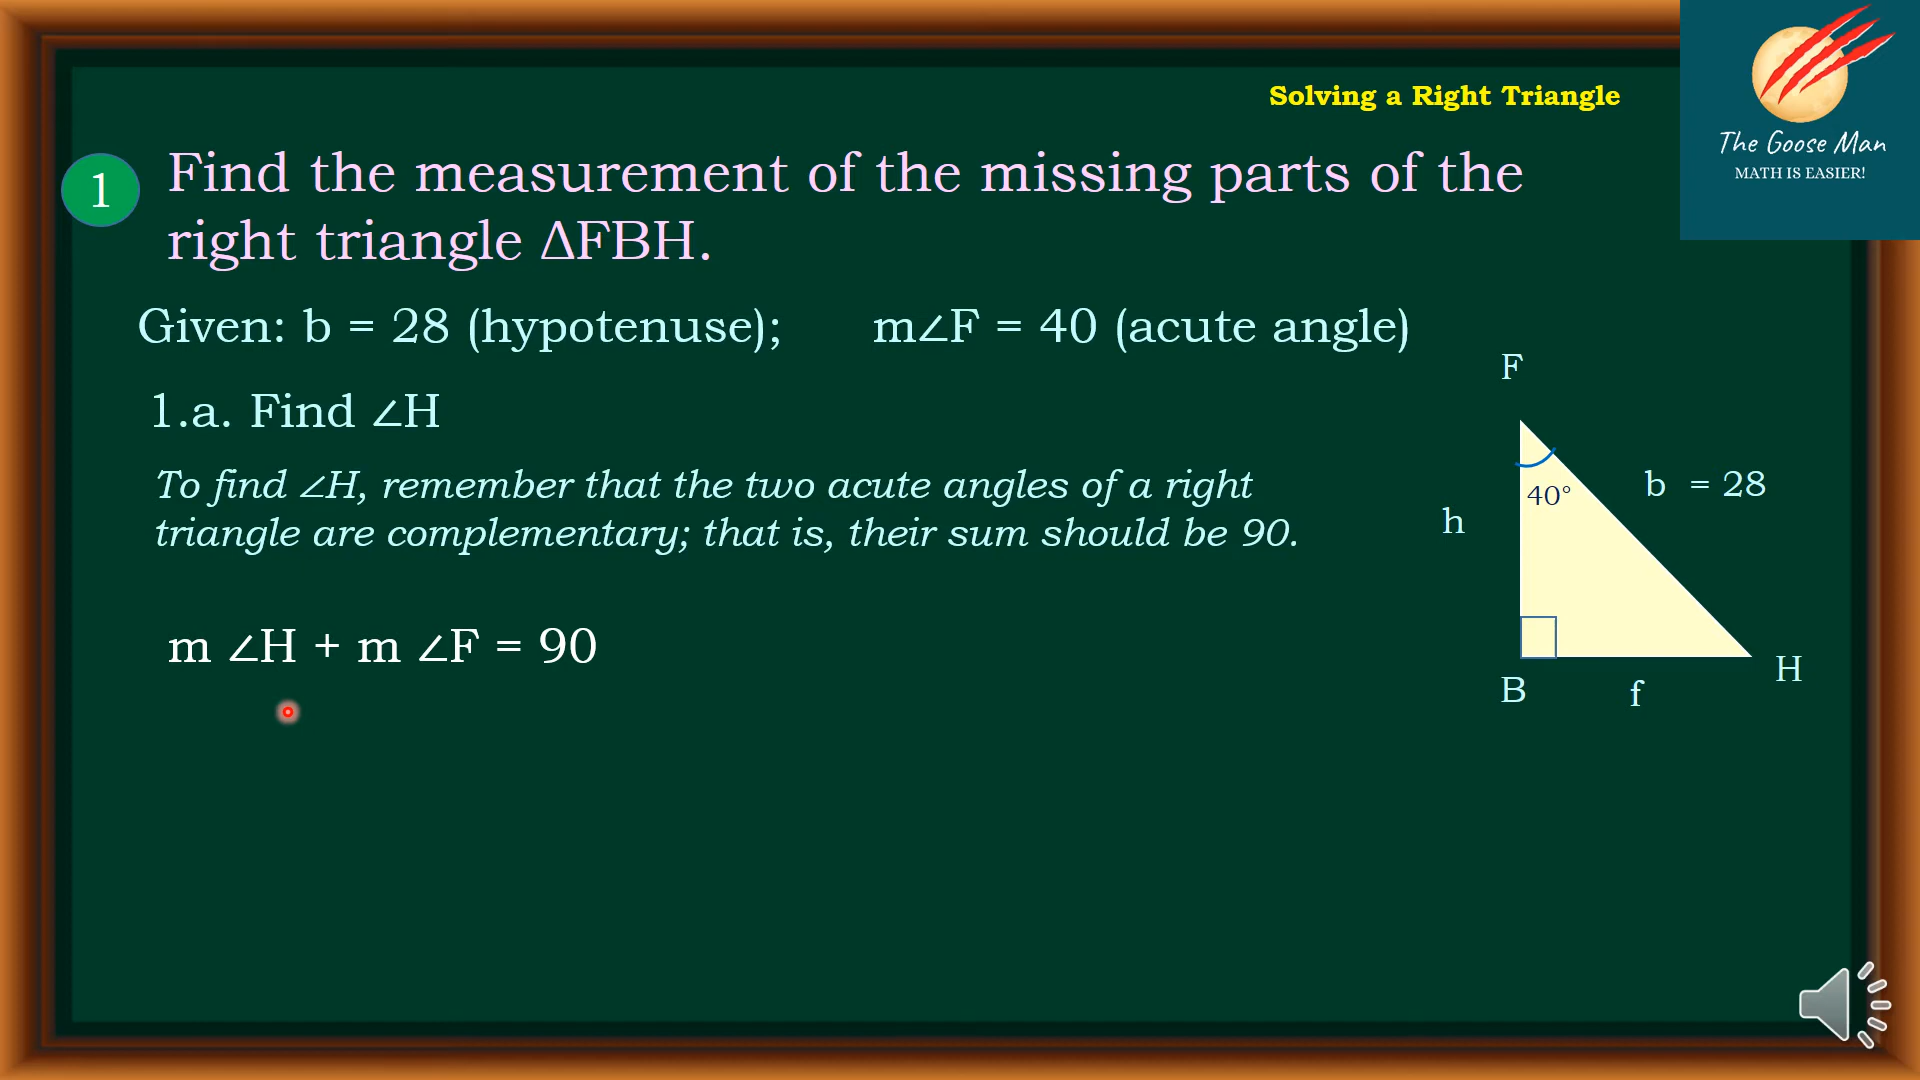 Solving a Right Triangle
The Goose Man
MATH IS EASIER!
1
Find the measurement of the missing parts of the
right triangle ΔFBH.
Given: b = 28 (hypotenuse); m∠F = 40 (acute angle)
1.a. Find ∠H
To find ∠H, remember that the two acute angles of a right
triangle are complementary; that is, their sum should be 90.
m ∠H + m ∠F = 90
F
40°
b = 28
h
B
f
H